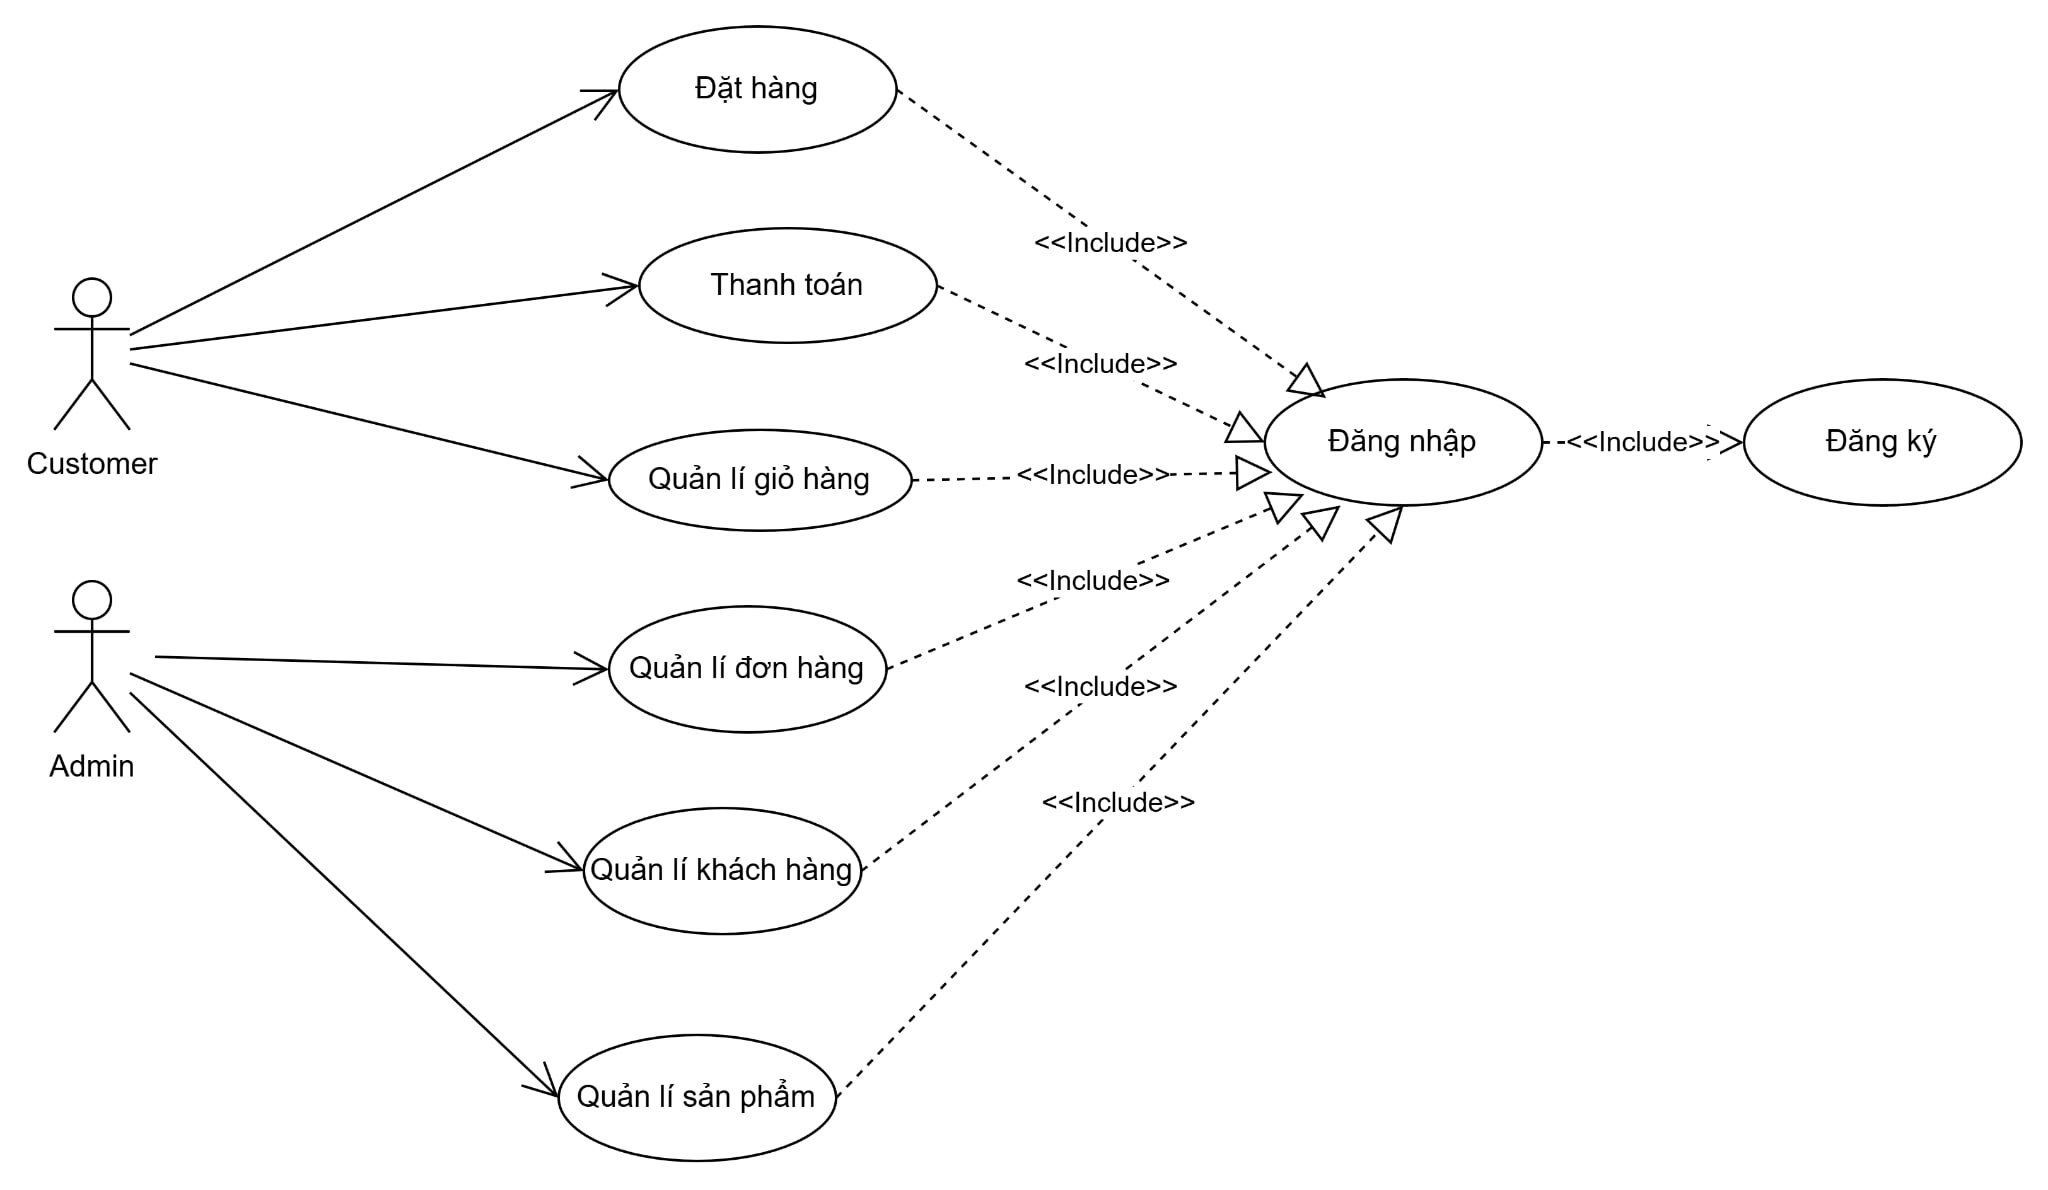 Đặt hàng
<<Include>>
Thanh toán
<<Include>>
Customer
Quản lí giỏ hàng
<<Include>>
Đăng nhập
<<Include>>
Đăng ký
<<Include>>
Quản lí đơn hàng
<<Include>>
Admin
<<Include>>
Quản lí khách hàng
Quản lí sản phẩm